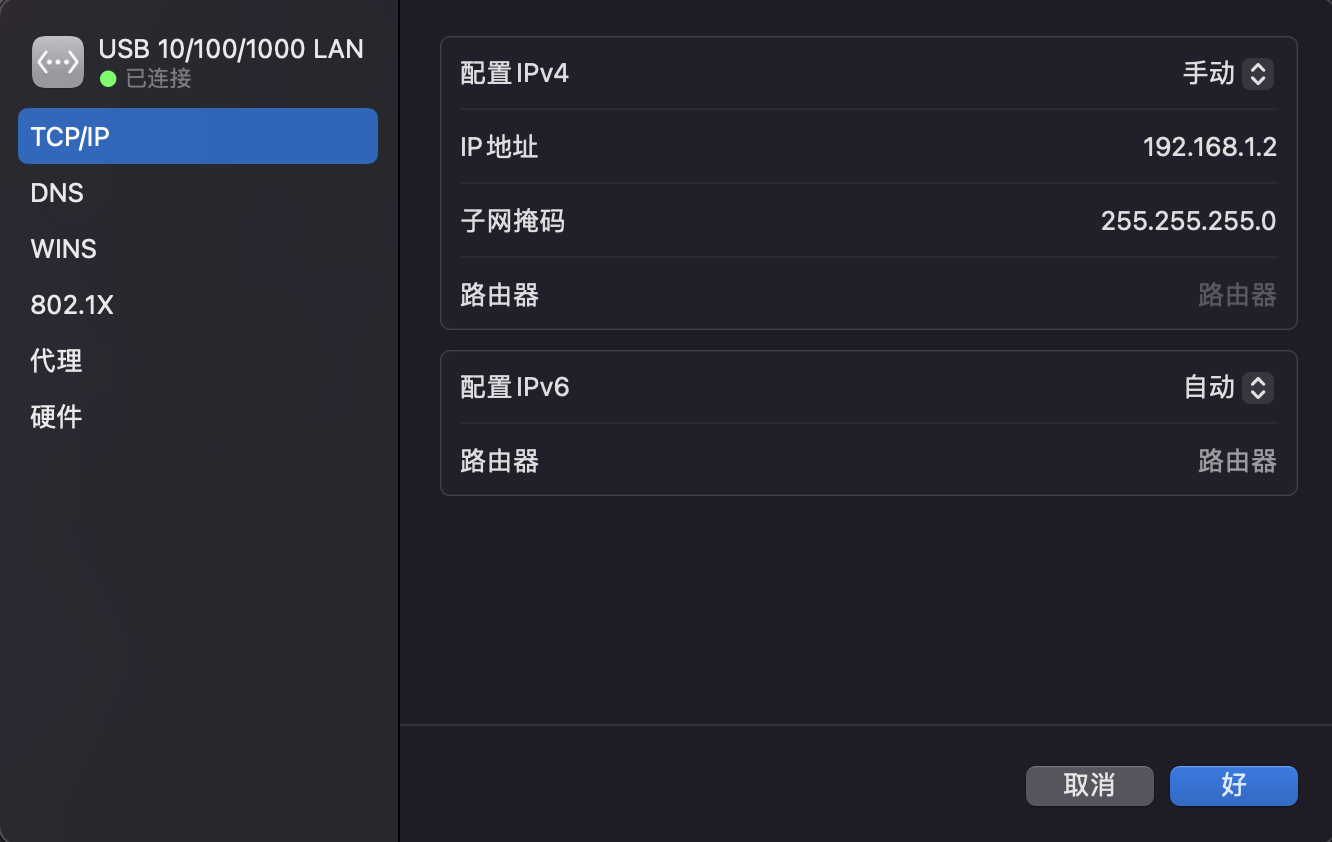 USB 10/100/1000 LAN
已连接
TCP/IP
DNS
WINS
802.1X
代理
硬件
配置 IPv4
手动
IP 地址
192.168.1.2
子网掩码
255.255.255.0
路由器
路由器
配置 IPv6
自动
路由器
路由器
取消
好